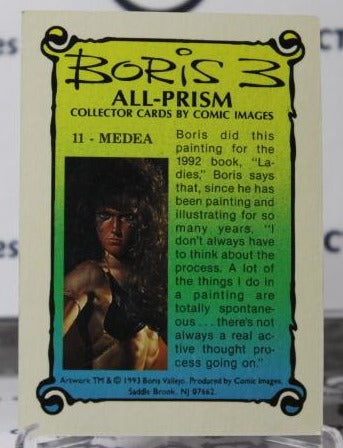 BORIS 3
ALL-PRISM
COLLECTOR CARDS BY COMIC IMAGES
11 - MEDEA
Boris did this
painting for the
1992 book, "La-
dies," Boris says
that, since he has
been painting and
illustrating for so
many years, "I
don't always have
to think about the
process. A lot of
the things I do in
a painting are
totally spontane-
ous . . . there's not
always a real ac-
tive thought pro-
cess going on."
Artwork TM & © 1993 Boris Vallejo. Produced by Comic Images,
Saddle Brook, NJ 07662.